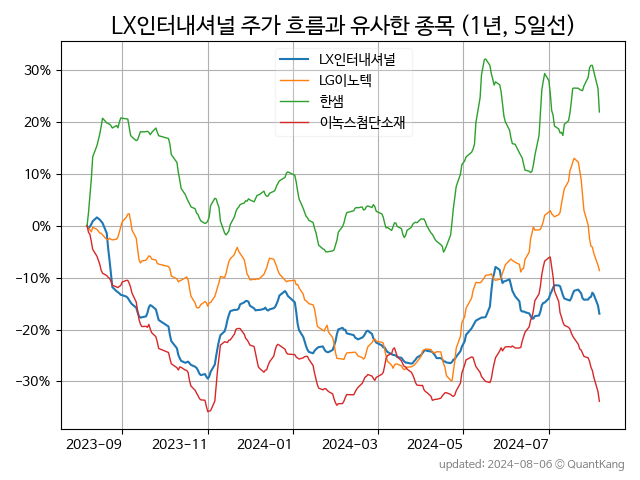 LX인터내셔널 주가 흐름과 유사한 종목 (1년, 5일선)
LX인터내셔널
LG이노텍
한샘
이녹스첨단소재
30%
20%
10%
0%
−10%
−20%
−30%
2023-09 2023-11 2024-01 2024-03 2024-05 2024-07
updated: 2024-08-06 © QuantKang